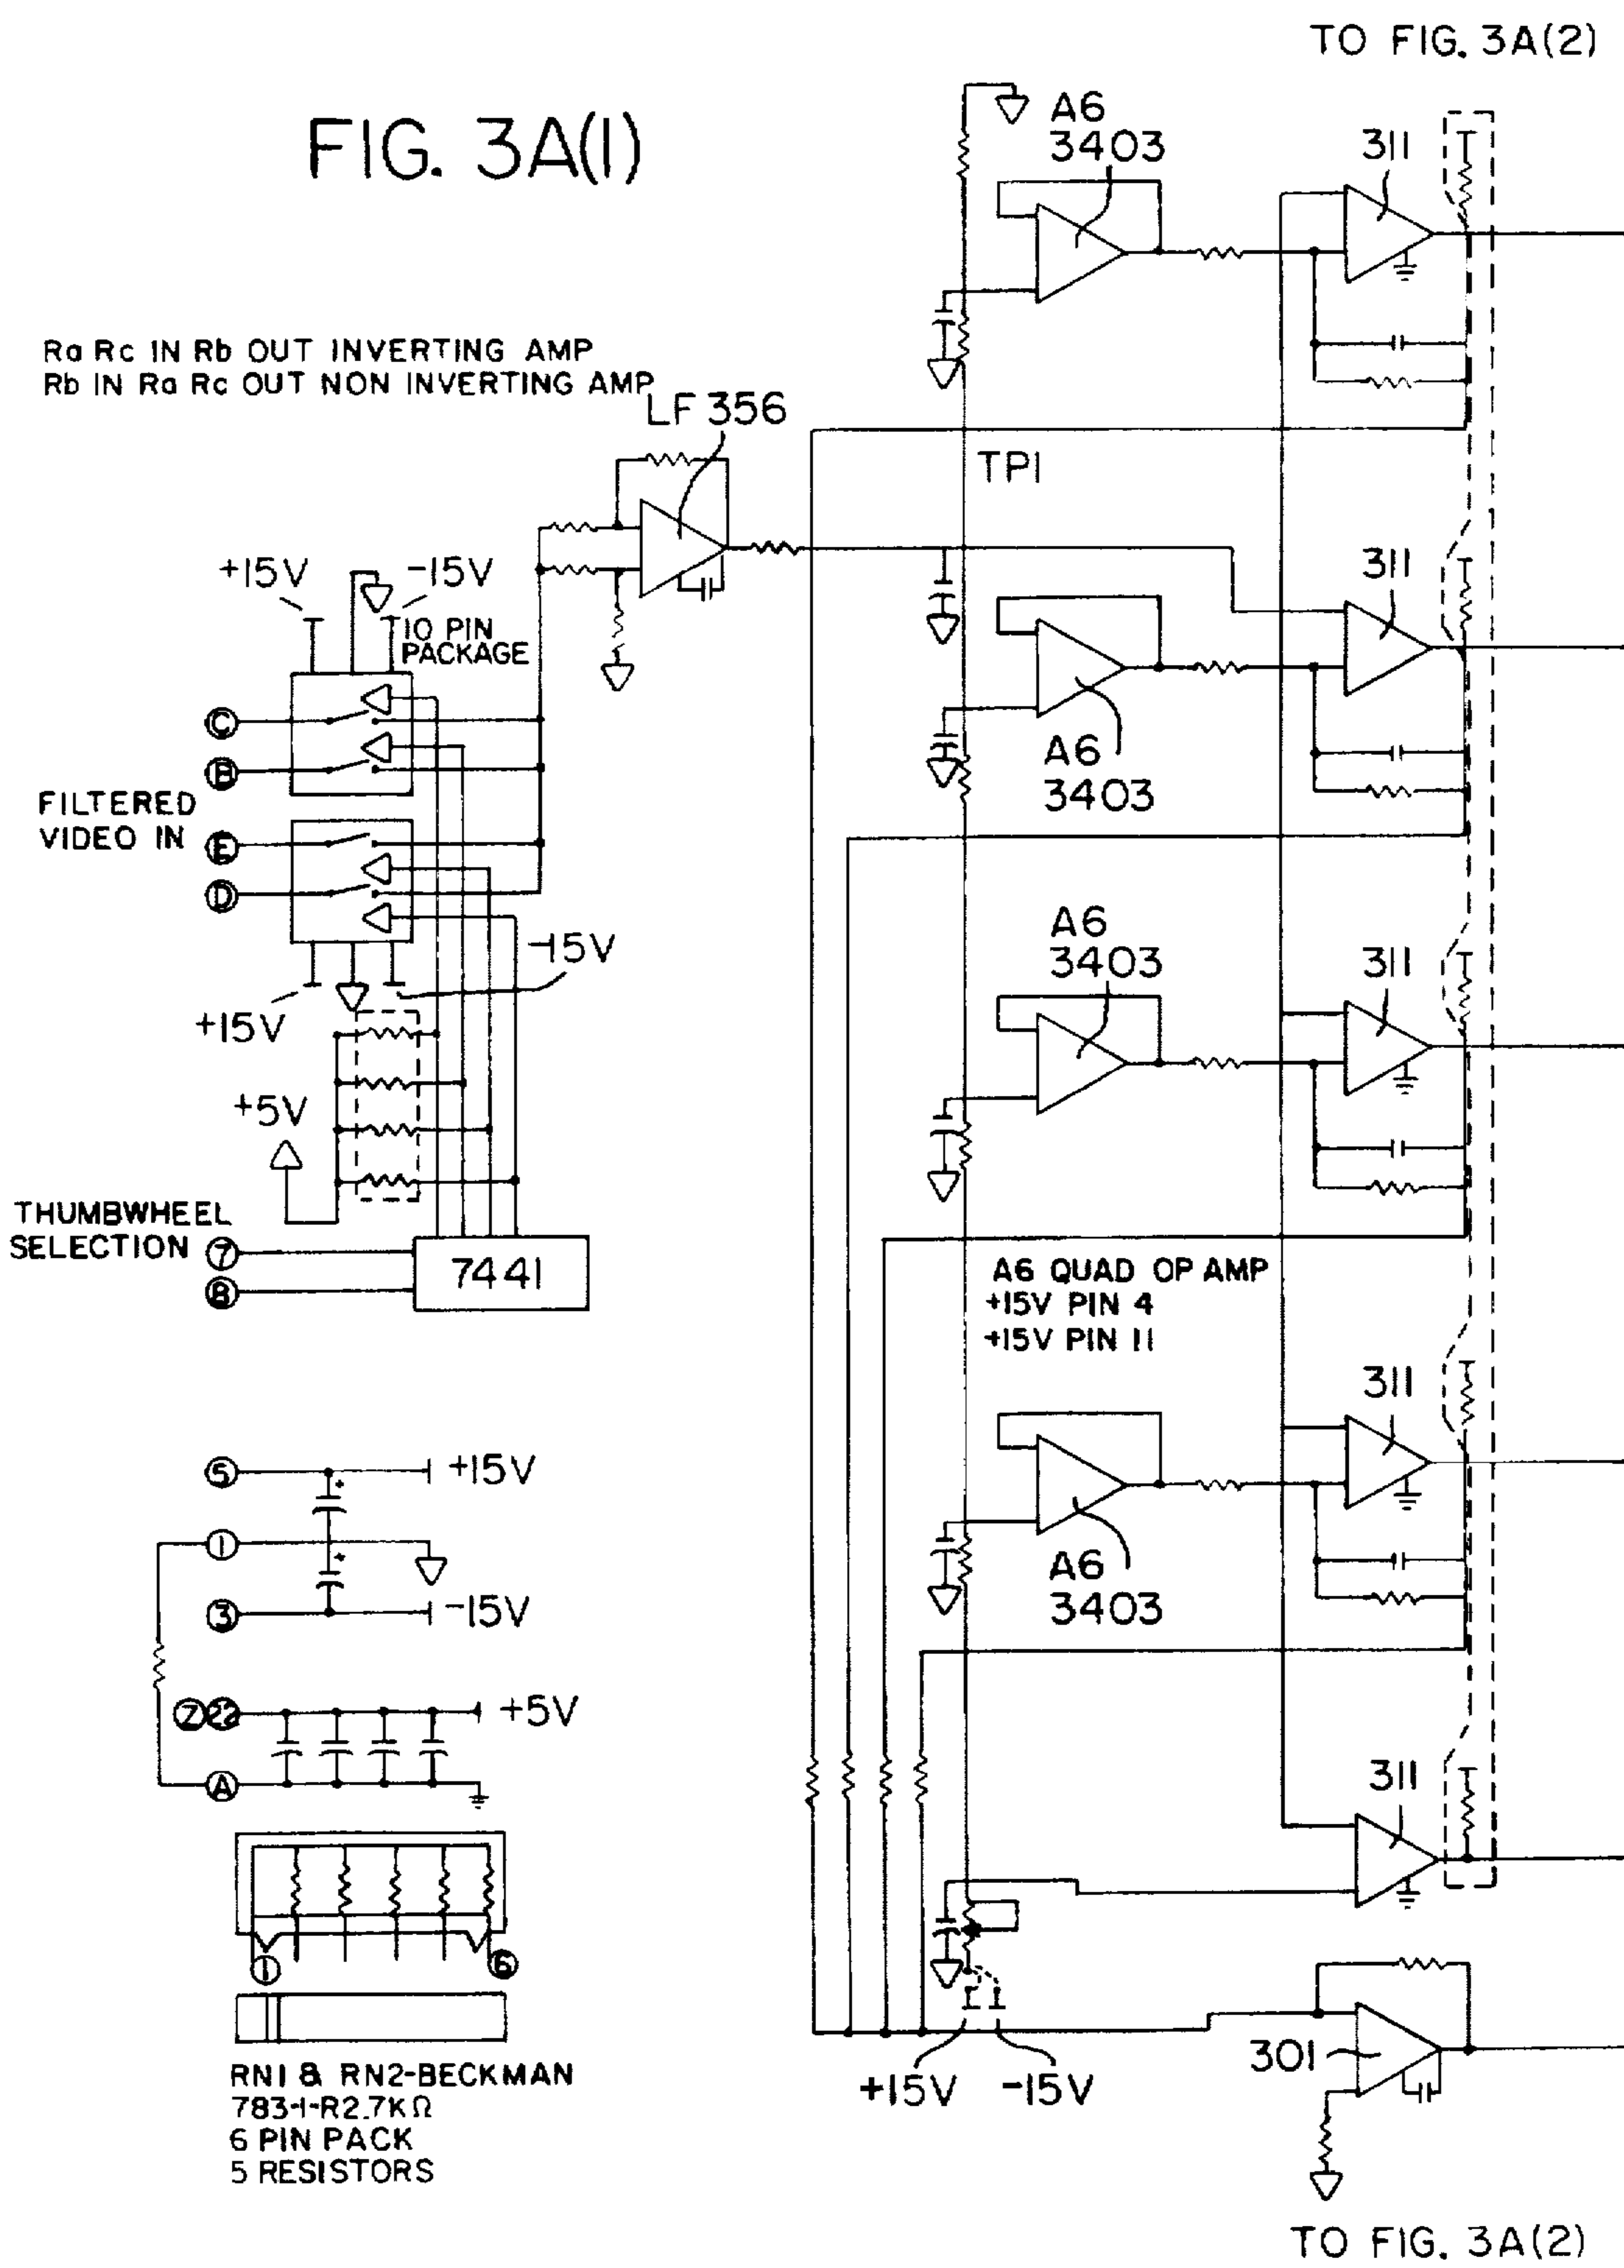 TO FIG. 3A(2)
FIG. 3A(1)
A6
3403
311
Ra Rc IN Rb OUT INVERTING AMP
Rb IN Ra Rc OUT NON INVERTING AMP
LF 356
TP1
+15V
-15V
10 PIN
PACKAGE
311
C
B
A6
3403
FILTERED
VIDEO IN
E
D
A6
3403
311
-15V
+15V
+5V
THUMBWHEEL
SELECTION
7
8
7441
A6 QUAD OP AMP
+15V PIN 4
+15V PIN 11
311
5
+15V
1
A6
3403
3
-15V
Z
22
+5V
A
311
1
6
301
+15V
-15V
RN1 & RN2-BECKMAN
783-1-R2.7KΩ
6 PIN PACK
5 RESISTORS
TO FIG. 3A(2)